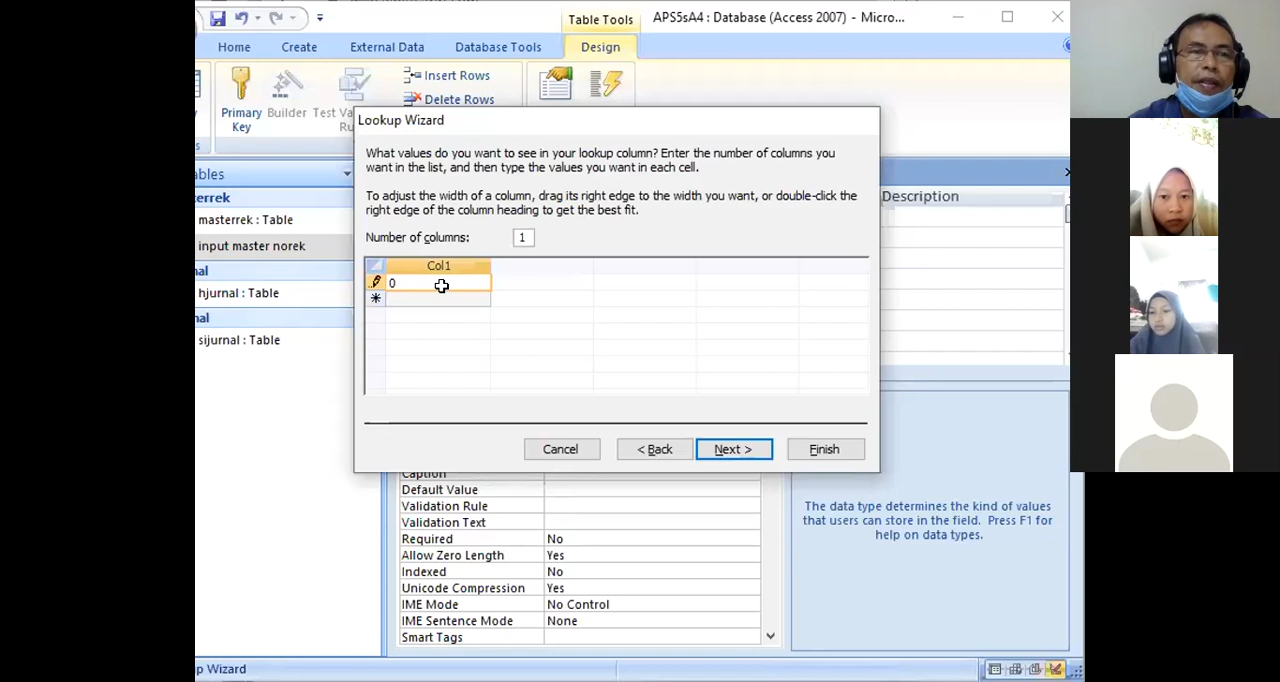 Table Tools
APS5sA4 : Database (Access 2007) - Micro...
Home
Create
External Data
Database Tools
Design
Primary
Key
Builder
Test
Insert Rows
Delete Rows
Lookup Wizard
What values do you want to see in your lookup column? Enter the number of columns you
want in the list, and then type the values you want in each cell.
To adjust the width of a column, drag its right edge to the width you want, or double-click the
right edge of the column heading to get the best fit.
Number of columns:
1
Col1
0
Cancel
< Back
Next >
Finish
ables
sterrek
masterrek : Table
input master norek
nal
hjurnal : Table
nal
sijurnal : Table
Description
Caption
Default Value
Validation Rule
Validation Text
Required No
Allow Zero Length Yes
Indexed No
Unicode Compression Yes
IME Mode No Control
IME Sentence Mode None
Smart Tags
The data type determines the kind of values
that users can store in the field. Press F1 for
help on data types.
p Wizard